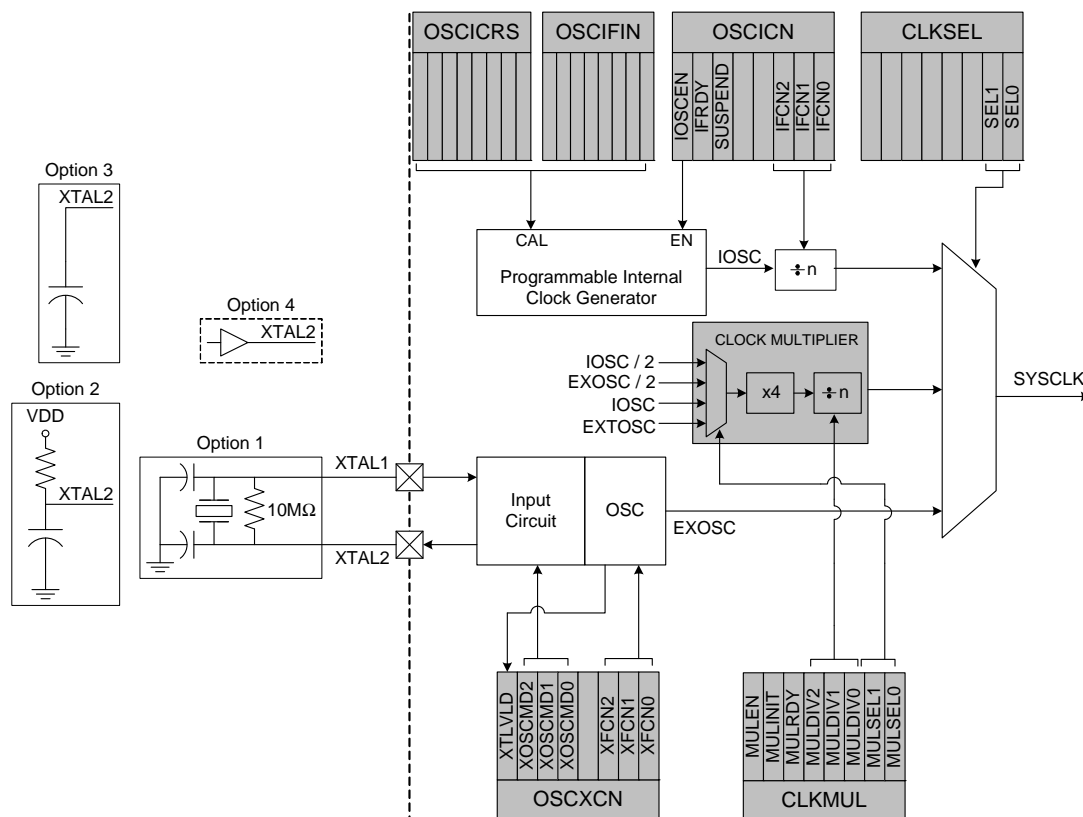 OSCICRS
OSCIFIN
OSCICN
CLKSEL
IOSCEN
IFRDY
SUSPEND
IFCN2
IFCN1
IFCN0
SEL1
SEL0
Option 3
XTAL2
CAL
EN
Programmable Internal
Clock Generator
IOSC
÷n
Option 4
XTAL2
CLOCK MULTIPLIER
IOSC / 2
EXOSC / 2
IOSC
EXTOSC
x4
÷n
SYSCLK
Option 2
VDD
XTAL2
Option 1
10MΩ
XTAL1
XTAL2
Input
Circuit
OSC
EXOSC
XTLVLD
XOSCMD2
XOSCMD1
XOSCMD0
XFCN2
XFCN1
XFCN0
OSCXCN
MULEN
MULINIT
MULRDY
MULDIV2
MULDIV1
MULDIV0
MULSEL1
MULSEL0
CLKMUL